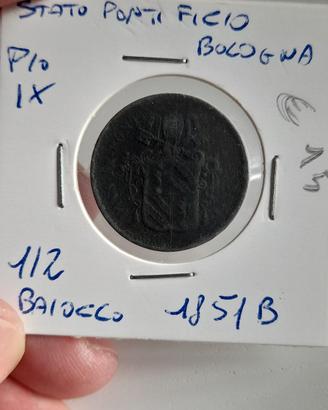 STATO PONTIFICIO
BOLOGNA
PIO
IX
1/2
BAIOCCO
1851 B